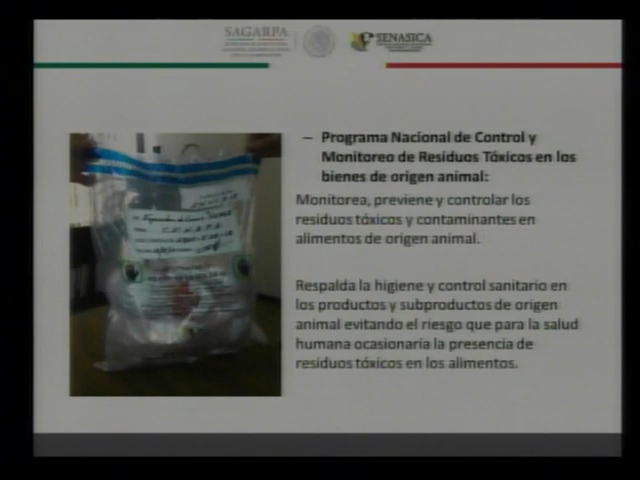 SAGARPA
SENASICA
– Programa Nacional de Control y
Monitoreo de Residuos Tóxicos en los
bienes de origen animal:
Monitorea, previene y controlar los
residuos tóxicos y contaminantes en
alimentos de origen animal.
Respalda la higiene y control sanitario en
los productos y subproductos de origen
animal evitando el riesgo que para la salud
humana ocasionaría la presencia de
residuos tóxicos en los alimentos.